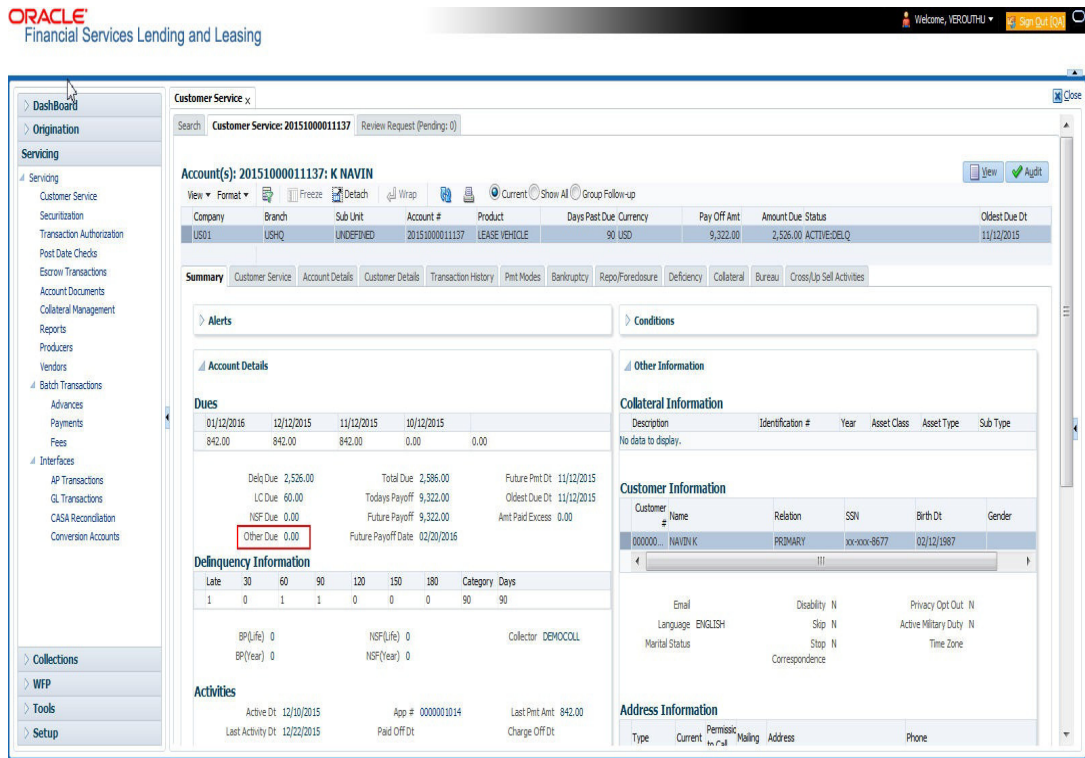 ORACLE
Financial Services Lending and Leasing
Welcome, VEROUTHU
Sign Out [QA]
Close
DashBoard
Origination
Servicing
Servicing
Customer Service
Securitization
Transaction Authorization
Post Date Checks
Escrow Transactions
Account Documents
Collateral Management
Reports
Producers
Vendors
Batch Transactions
Advances
Payments
Fees
Interfaces
AP Transactions
GL Transactions
CASA Reconciliation
Conversion Accounts
Collections
WFP
Tools
Setup
Customer Service x
Search Customer Service: 20151000011137 Review Request (Pending: 0)
Account(s): 20151000011137: K NAVIN
View Audit
View Format Freeze Detach Wrap Current Show All Group Follow-up
Company Branch Sub Unit Account # Product Days Past Due Currency Pay Off Amt Amount Due Status Oldest Due Dt
US01 USHQ UNDEFINED 20151000011137 LEASE VEHICLE 90 USD 9,322.00 2,526.00 ACTIVE:DELQ 11/12/2015
Summary Customer Service Account Details Customer Details Transaction History Pmt Modes Bankruptcy Repo/Foreclosure Deficiency Collateral Bureau Cross/Up Sell Activities
Alerts
Account Details
Dues
01/12/2016 12/12/2015 11/12/2015 10/12/2015
842.00 842.00 842.00 0.00 0.00
Delq Due 2,526.00 Total Due 2,586.00 Future Pmt Dt 11/12/2015
LC Due 60.00 Todays Payoff 9,322.00 Oldest Due Dt 11/12/2015
NSF Due 0.00 Future Payoff 9,322.00 Amt Paid Excess 0.00
Other Due 0.00 Future Payoff Date 02/20/2016
Delinquency Information
Late 30 60 90 120 150 180 Category Days
1 0 1 1 0 0 0 90 90
BP(Life) 0 NSF(Life) 0 Collector DEMOCOLL
BP(Year) 0 NSF(Year) 0
Activities
Active Dt 12/10/2015 App # 0000001014 Last Pmt Amt 842.00
Last Activity Dt 12/22/2015 Paid Off Dt Charge Off Dt
Conditions
Other Information
Collateral Information
Description Identification # Year Asset Class Asset Type Sub Type
No data to display.
Customer Information
Customer # Name Relation SSN Birth Dt Gender
000000... NAVIN K PRIMARY xx-xxx-8677 02/12/1987
Email Disability N Privacy Opt Out N
Language ENGLISH Skip N Active Military Duty N
Marital Status Stop Correspondence N Time Zone
Address Information
Type Current Permissic to Call Mailing Address Phone